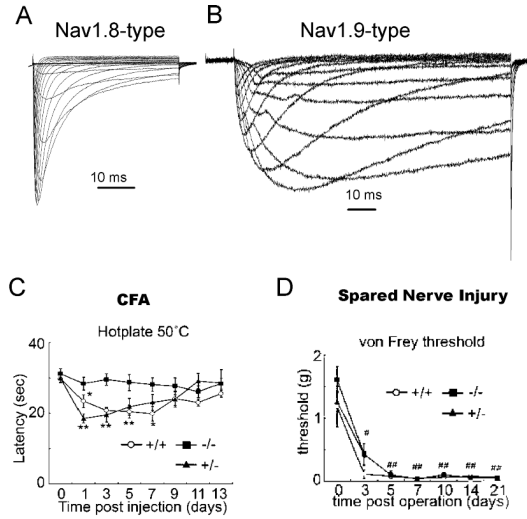 A
Nav1.8-type
B
Nav1.9-type
10 ms
10 ms
C
CFA
Hotplate 50˚C
40
20
0
Latency (sec)
*
** ** ** *
+/+ -/-
+/-
0 1 3 5 7 9 11 13
Time post injection (days)
D
Spared Nerve Injury
von Frey threshold
2
1
0
threshold (g)
+/+ -/-
+/-
#
## ## ## ## ##
0 3 5 7 10 14 21
time post operation (days)